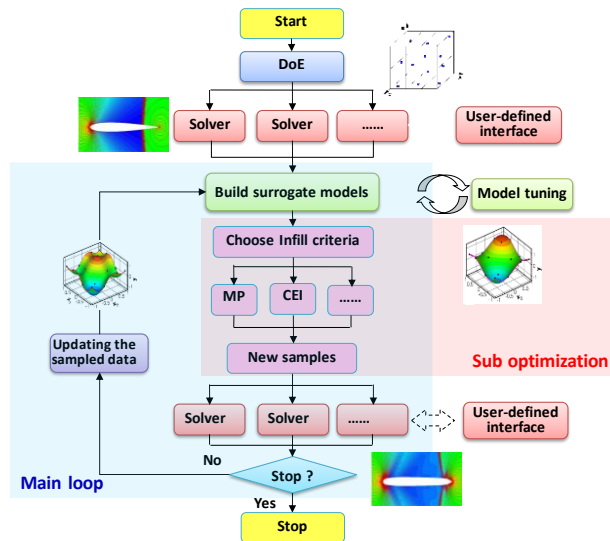 Start
DoE
Solver
Solver
......
User-defined
interface
Build surrogate models
Model tuning
Choose Infill criteria
MP
CEI
......
Updating the
sampled data
New samples
Sub optimization
Solver
Solver
......
User-defined
interface
No
Stop ?
Main loop
Yes
Stop